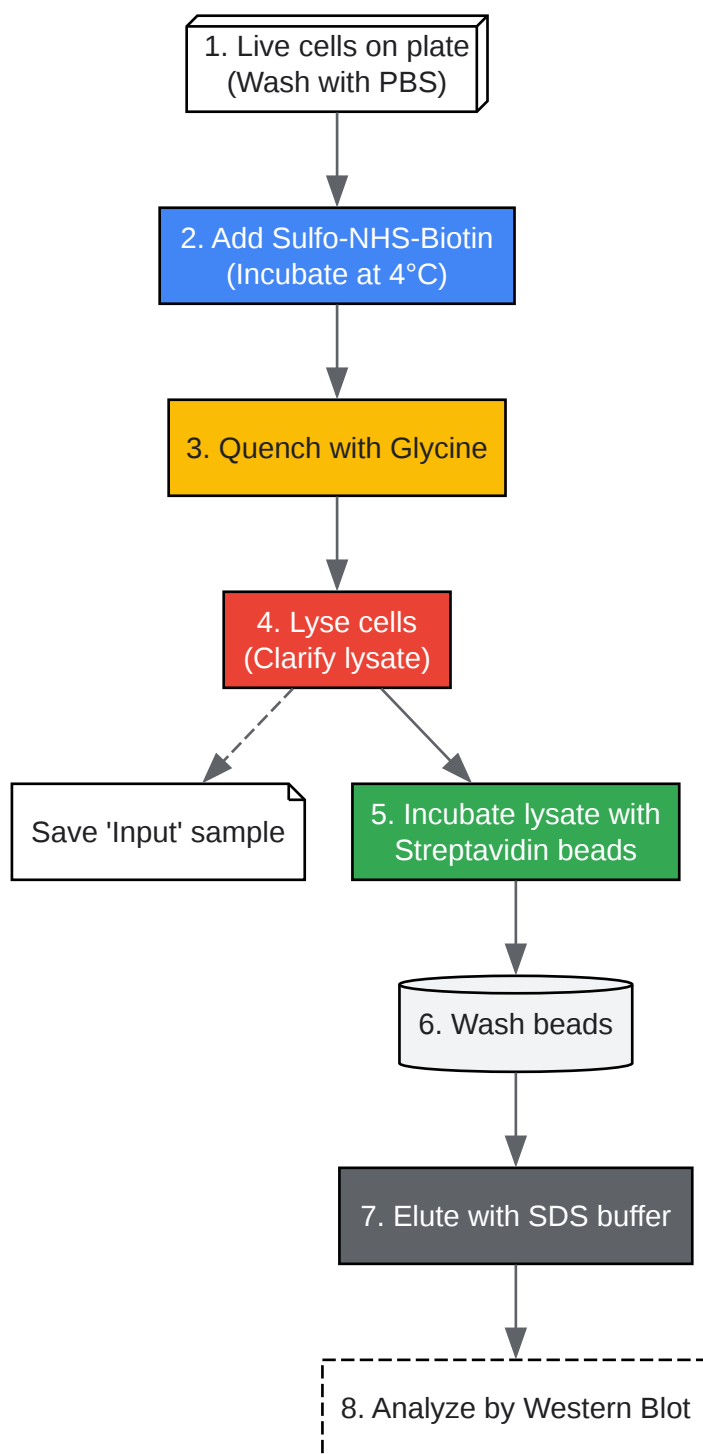 1. Live cells on plate
(Wash with PBS)
2. Add Sulfo-NHS-Biotin
(Incubate at 4°C)
3. Quench with Glycine
4. Lyse cells
(Clarify lysate)
Save 'Input' sample
5. Incubate lysate with
Streptavidin beads
6. Wash beads
7. Elute with SDS buffer
8. Analyze by Western Blot